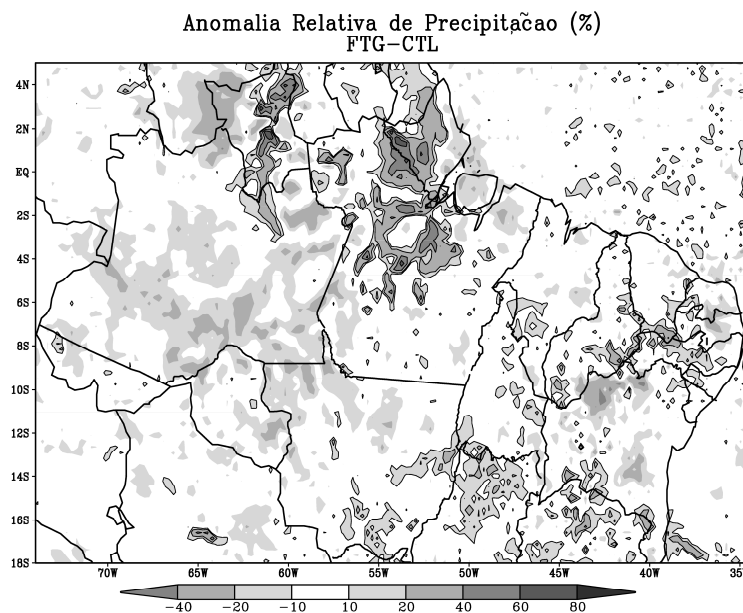 Anomalia Relativa de Precipitação (%)
FTG-CTL
4N
2N
EQ
2S
4S
6S
8S
10S
12S
14S
16S
18S
70W 65W 60W 55W 50W 45W 40W 35
-40 -20 -10 10 20 40 60 80